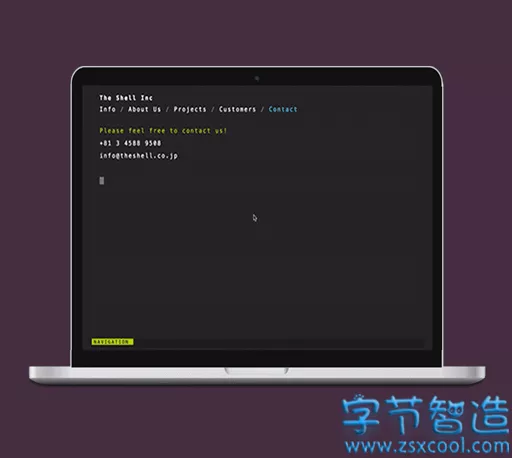 The Shell Inc
Info / About Us / Projects / Customers / Contact
Please feel free to contact us!
+81 3 4588 9508
info@theshell.co.jp
NAVIGATION
字节智造
www.zsxcool.com